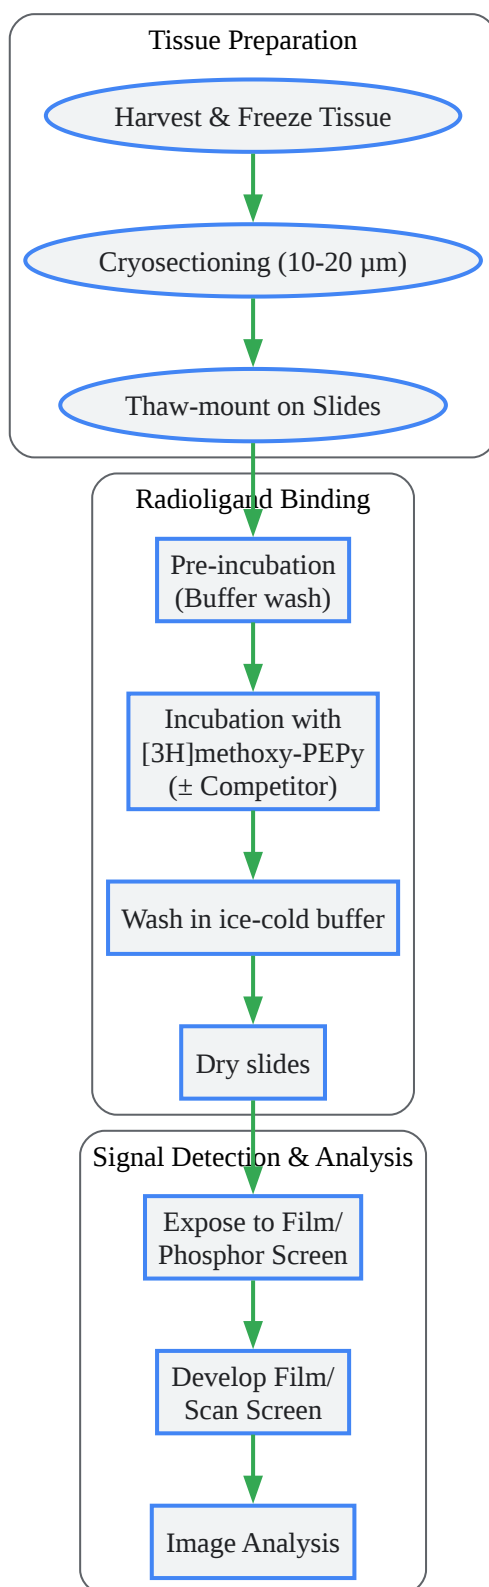 Tissue Preparation
Harvest & Freeze Tissue
Cryosectioning (10-20 µm)
Thaw-mount on Slides
Radioligand Binding
Pre-incubation
(Buffer wash)
Incubation with
[3H]methoxy-PEPy
(± Competitor)
Wash in ice-cold buffer
Dry slides
Signal Detection & Analysis
Expose to Film/
Phosphor Screen
Develop Film/
Scan Screen
Image Analysis